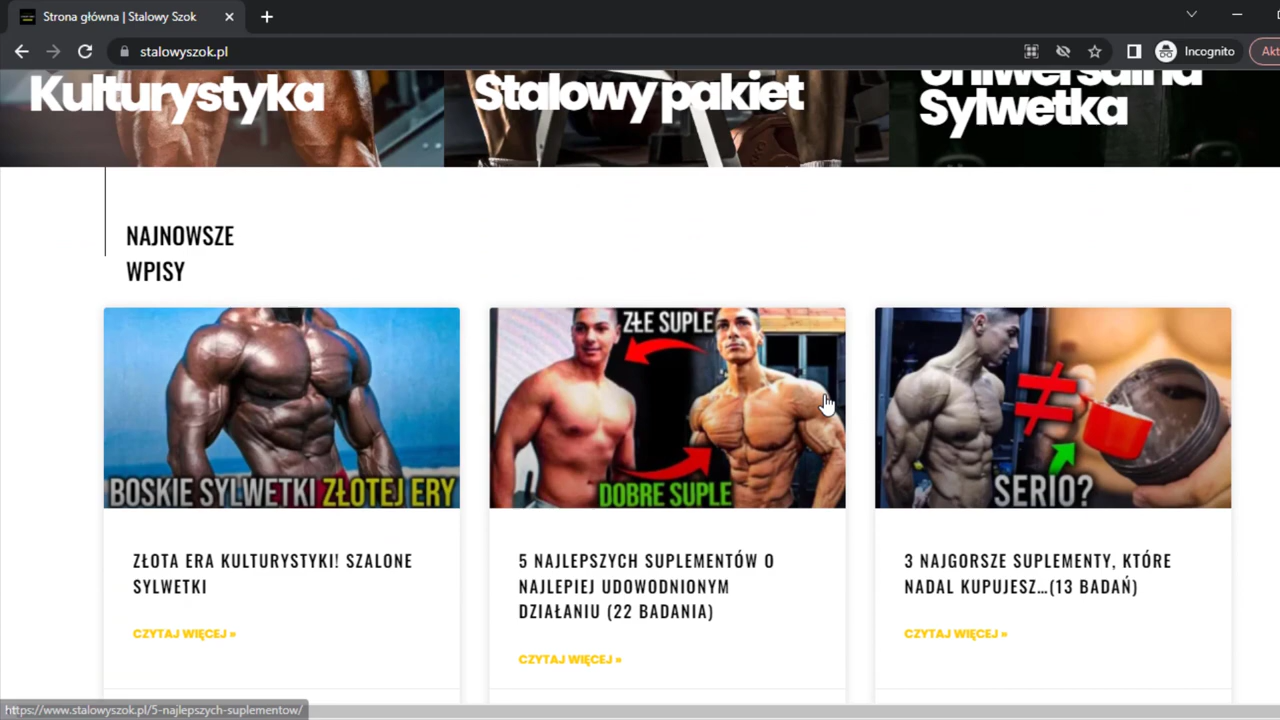 Strona główna | Stalowy Szok
stalowyszok.pl
Incognito
Akt
Kulturystyka
Stalowy pakiet
Uniwersalna
Sylwetka
NAJNOWSZE
WPISY
BOSKIE SYLWETKI ZŁOTEJ ERY
ZŁE SUPLE
DOBRE SUPLE
SERIO?
ZŁOTA ERA KULTURYSTYKI! SZALONE
SYLWETKI
CZYTAJ WIĘCEJ »
5 NAJLEPSZYCH SUPLEMENTÓW O
NAJLEPIEJ UDOWODNIONYM
DZIAŁANIU (22 BADANIA)
CZYTAJ WIĘCEJ »
3 NAJGORSZE SUPLEMENTY, KTÓRE
NADAL KUPUJESZ…(13 BADAŃ)
CZYTAJ WIĘCEJ »
https://www.stalowyszok.pl/5-najlepszych-suplementow/